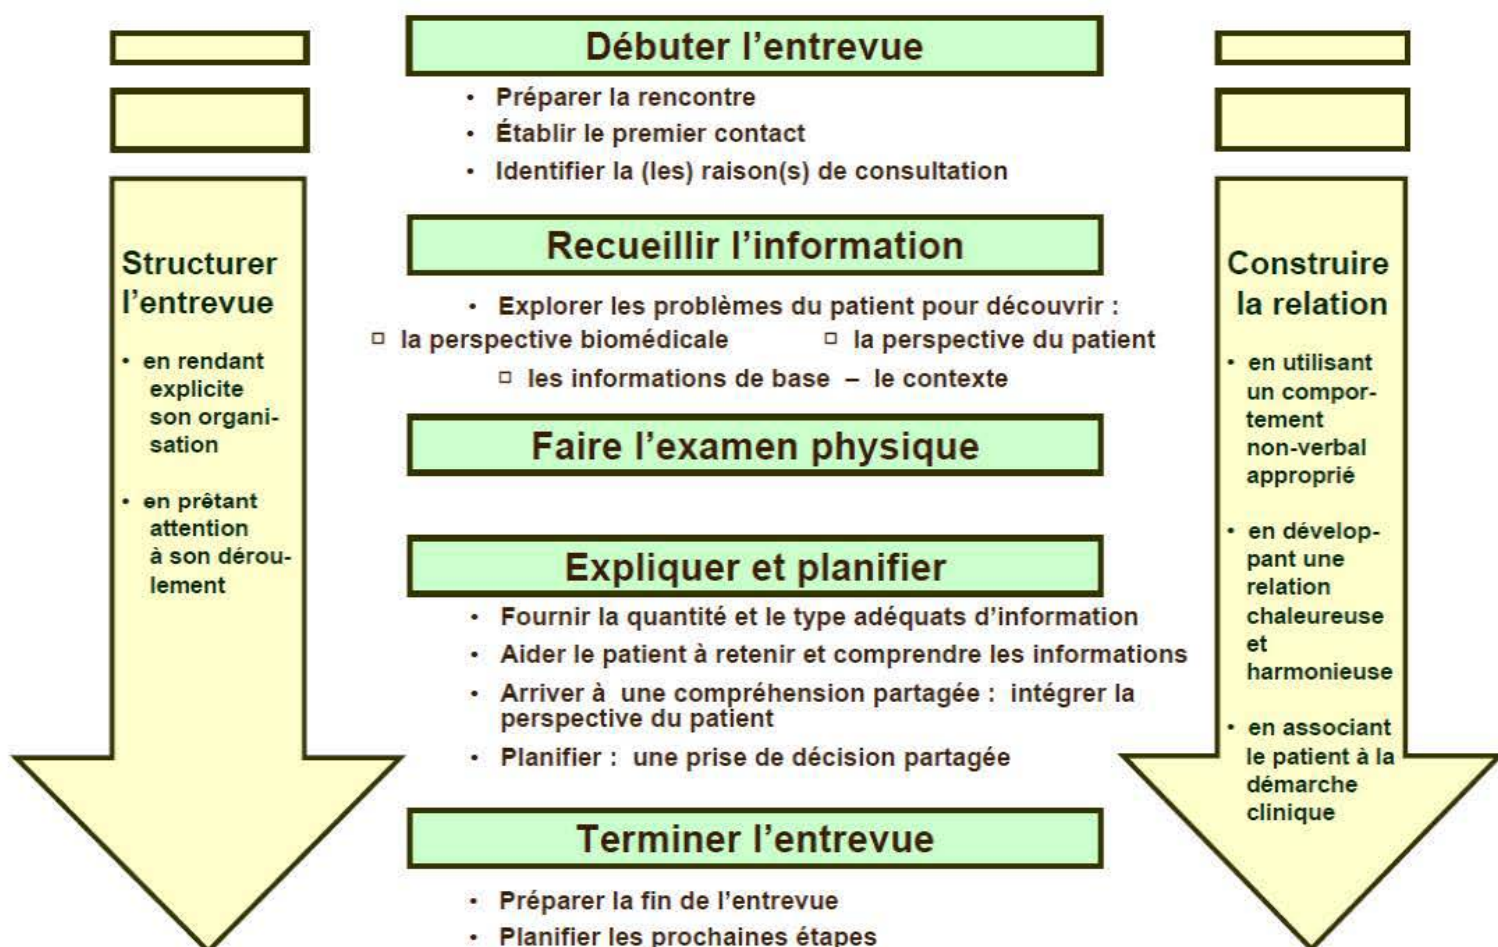 Débuter l’entrevue
• Préparer la rencontre
• Établir le premier contact
• Identifier la (les) raison(s) de consultation
Recueillir l’information
• Explorer les problèmes du patient pour découvrir :
□ la perspective biomédicale □ la perspective du patient
□ les informations de base – le contexte
Faire l’examen physique
Expliquer et planifier
• Fournir la quantité et le type adéquats d’information
• Aider le patient à retenir et comprendre les informations
• Arriver à une compréhension partagée : intégrer la
perspective du patient
• Planifier : une prise de décision partagée
Terminer l’entrevue
• Préparer la fin de l’entrevue
• Planifier les prochaines étapes
Structurer
l’entrevue
• en rendant
explicite
son organi-
sation
• en prêtant
attention
à son dérou-
lement
Construire
la relation
• en utilisant
un compor-
tement
non-verbal
approprié
• en dévelop-
pant une
relation
chaleureuse
et
harmonieuse
• en associant
le patient à la
démarche
clinique